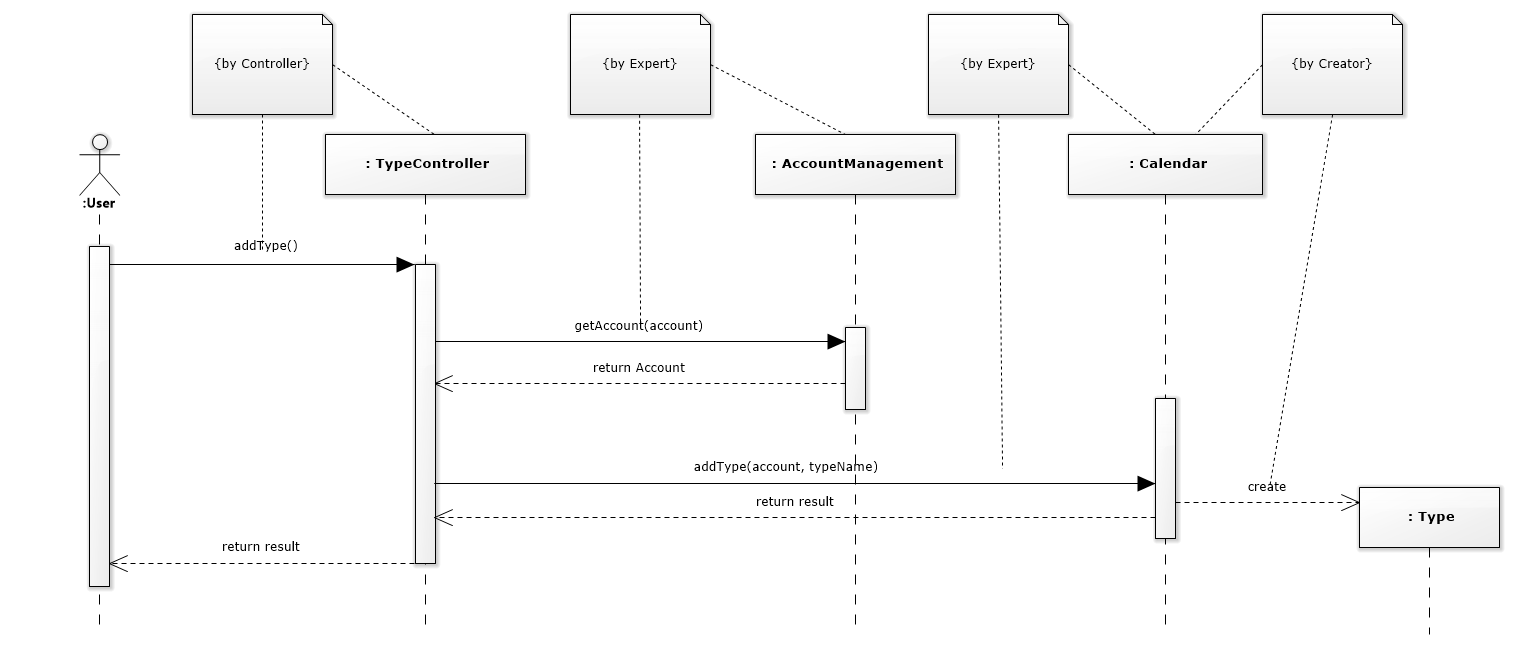 {by Controller}
{by Expert}
{by Expert}
{by Creator}
: TypeController
: AccountManagement
: Calendar
:User
addType()
getAccount(account)
return Account
addType(account, typeName)
create
return result
: Type
return result